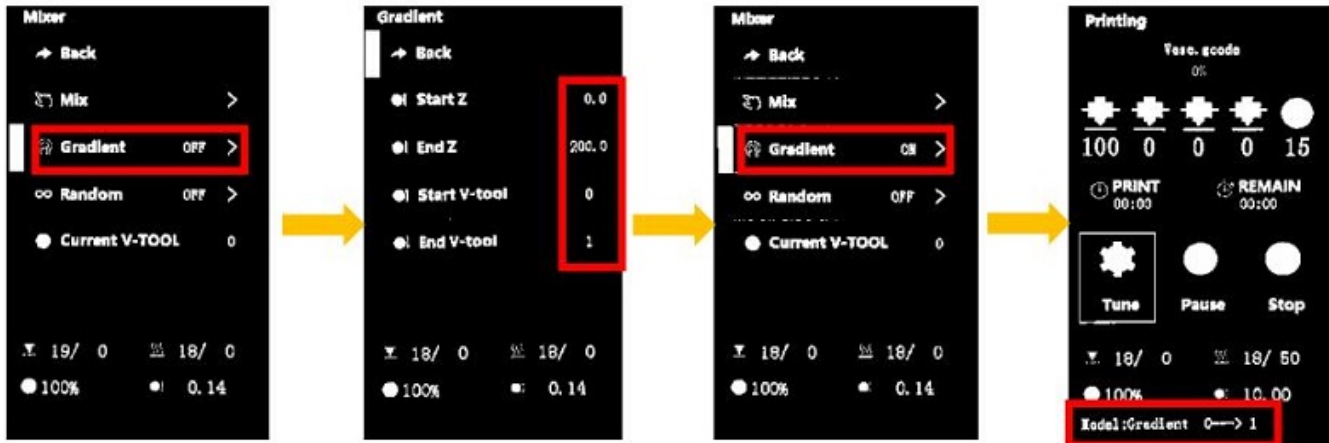 Mixer
Back
Mix >
Gradient OFF >
Random OFF >
Current V-TOOL 0
19/ 0 18/ 0
100% 0.14
Gradient
Back
Start Z 0.0
End Z 200.0
Start V-tool 0
End V-tool 1
18/ 0 18/ 0
100% 0.14
Mixer
Back
Mix >
Gradient ON >
Random OFF >
Current V-TOOL 0
18/ 0 18/ 0
100% 0.14
Printing
Vase.gcode
0%
100 0 0 0 15
PRINT REMAIN
00:00 00:00
Tune Pause Stop
18/ 0 18/ 50
100% 10.00
Model:Gradient 0---> 1